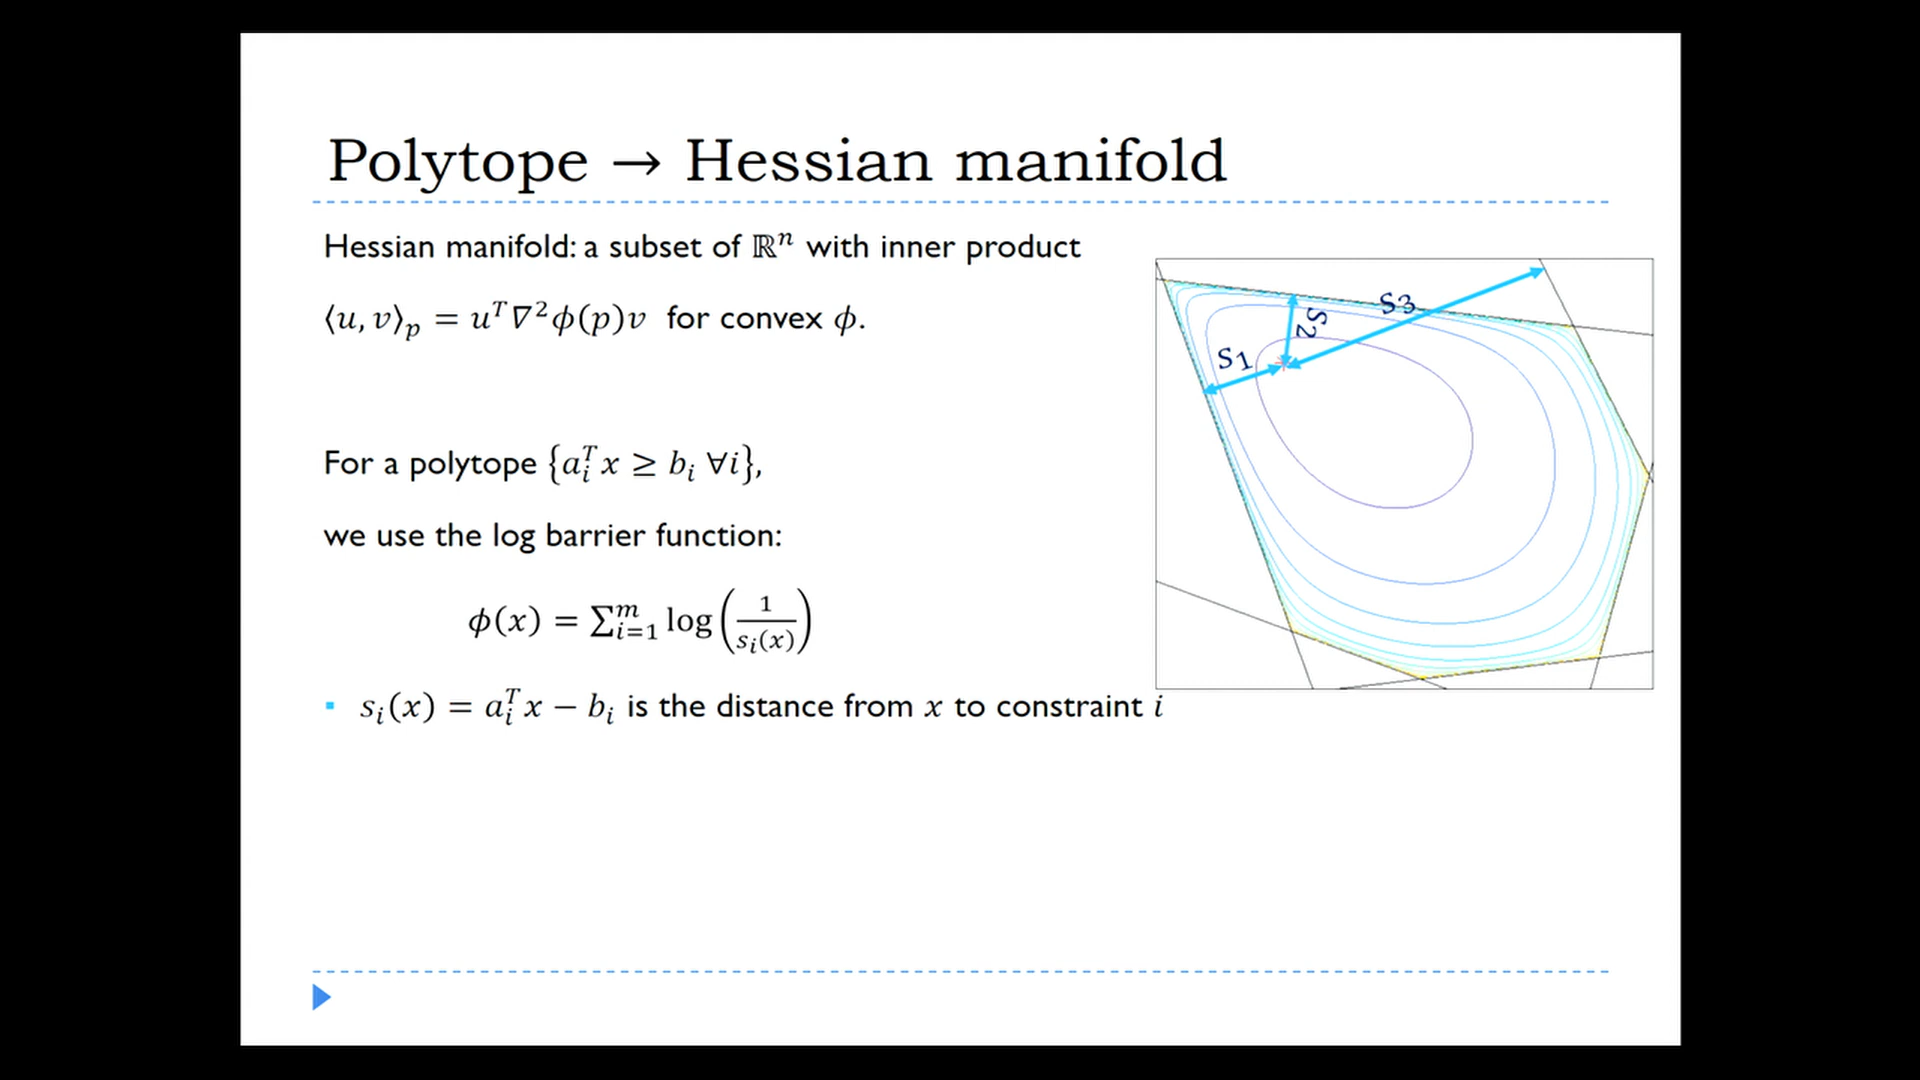 Polytope → Hessian manifold
Hessian manifold: a subset of ℝⁿ with inner product
⟨u, v⟩ₚ = uᵀ∇²ϕ(p)v for convex ϕ.
For a polytope {aᵢᵀx ≥ bᵢ ∀i},
we use the log barrier function:
ϕ(x) = ∑ᵢ₌₁ᵐ log(1/sᵢ(x))
▪ sᵢ(x) = aᵢᵀx − bᵢ is the distance from x to constraint i
S₁
S₂
S₃